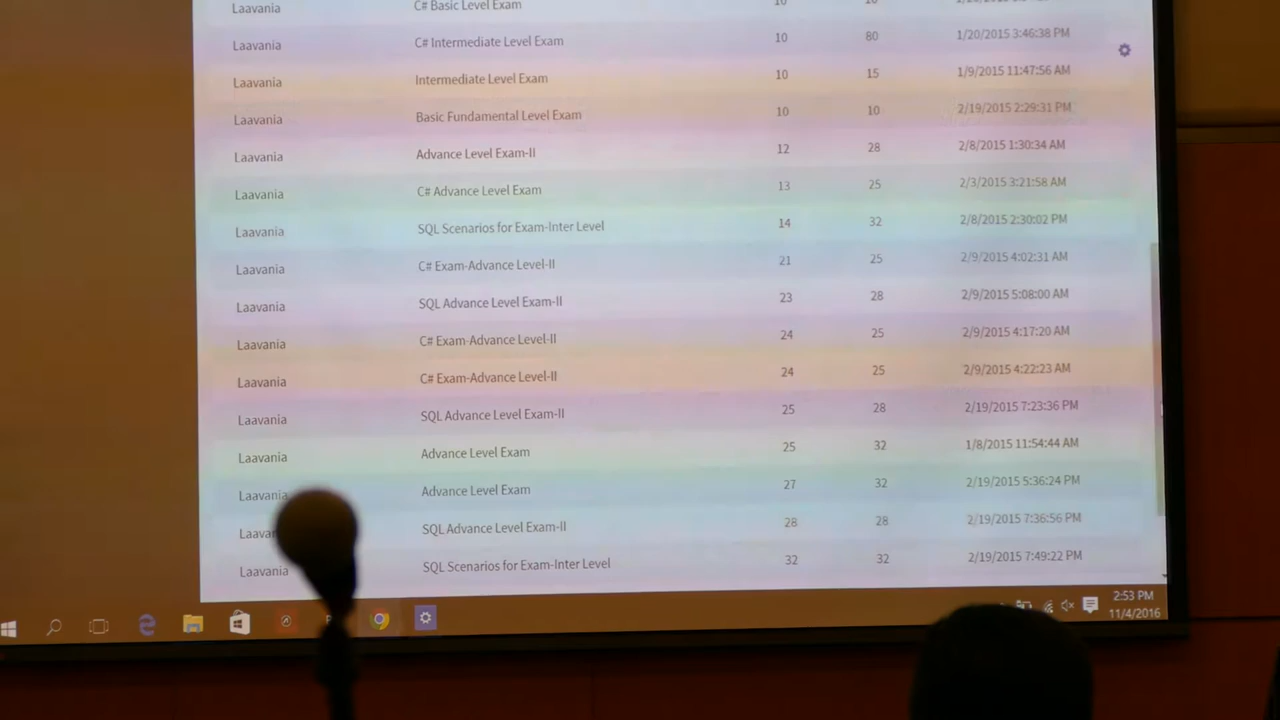 Laavania C# Basic Level Exam 10
Laavania C# Intermediate Level Exam 10 80 1/20/2015 3:46:38 PM
Laavania Intermediate Level Exam 10 15 1/9/2015 11:47:56 AM
Laavania Basic Fundamental Level Exam 10 10 2/19/2015 2:29:31 PM
Laavania Advance Level Exam-II 12 28 2/8/2015 1:30:34 AM
Laavania C# Advance Level Exam 13 25 2/3/2015 3:21:58 AM
Laavania SQL Scenarios for Exam-Inter Level 14 32 2/8/2015 2:30:02 PM
Laavania C# Exam-Advance Level-II 21 25 2/9/2015 4:02:31 AM
Laavania SQL Advance Level Exam-II 23 28 2/9/2015 5:08:00 AM
Laavania C# Exam-Advance Level-II 24 25 2/9/2015 4:17:20 AM
Laavania C# Exam-Advance Level-II 24 25 2/9/2015 4:22:23 AM
Laavania SQL Advance Level Exam-II 25 28 2/19/2015 7:23:36 PM
Laavania Advance Level Exam 25 32 1/8/2015 11:54:44 AM
Laavania Advance Level Exam 27 32 2/19/2015 5:36:24 PM
Laavan SQL Advance Level Exam-II 28 28 2/19/2015 7:36:56 PM
Laavania SQL Scenarios for Exam-Inter Level 32 32 2/19/2015 7:49:22 PM
2:53 PM
11/4/2016